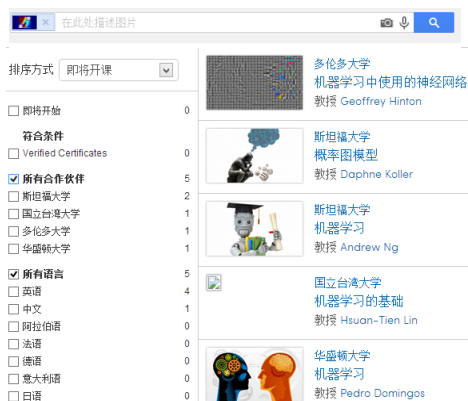 在此处描述图片
排序方式
即将开课
即将开始 0
符合条件
Verified Certificates 0
所有合作伙伴 5
斯坦福大学 2
国立台湾大学 1
多伦多大学 1
华盛顿大学 1
所有语言 5
英语 4
中文 1
阿拉伯语 0
法语 0
德语 0
意大利语 0
日语 0
多伦多大学
机器学习中使用的神经网络
教授 Geoffrey Hinton
斯坦福大学
概率图模型
教授 Daphne Koller
斯坦福大学
机器学习
教授 Andrew Ng
国立台湾大学
机器学习的基础
教授 Hsuan-Tien Lin
华盛顿大学
机器学习
教授 Pedro Domingos